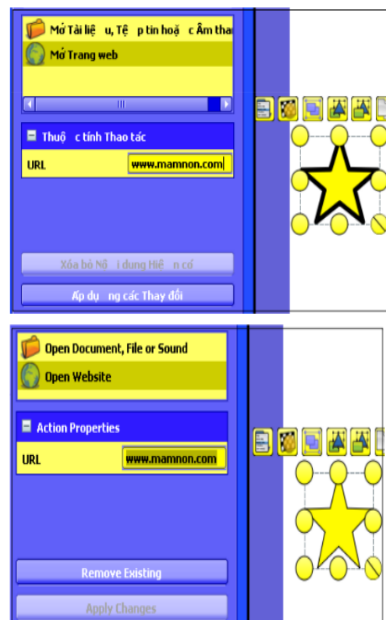 Mở Tài liệ u, Tệ p tin hoặ c Âm tha
Mở Trang web
Thuộ c tính Thao tác
URL www.mamnon.com
Xóa bỏ Nộ i dung Hiệ n có
Áp dụ ng các Thay đổi
Open Document, File or Sound
Open Website
Action Properties
URL www.mamnon.com
Remove Existing
Apply Changes